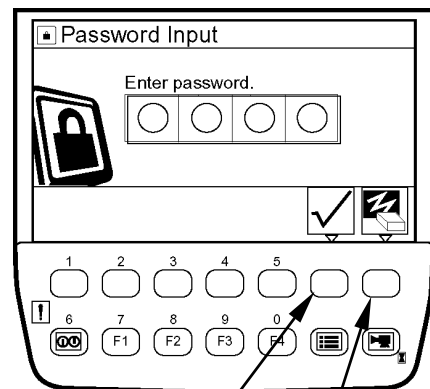 Password Input
Enter password.
1 2 3 4 5
6 7 8 9 0
F1 F2 F3 F4